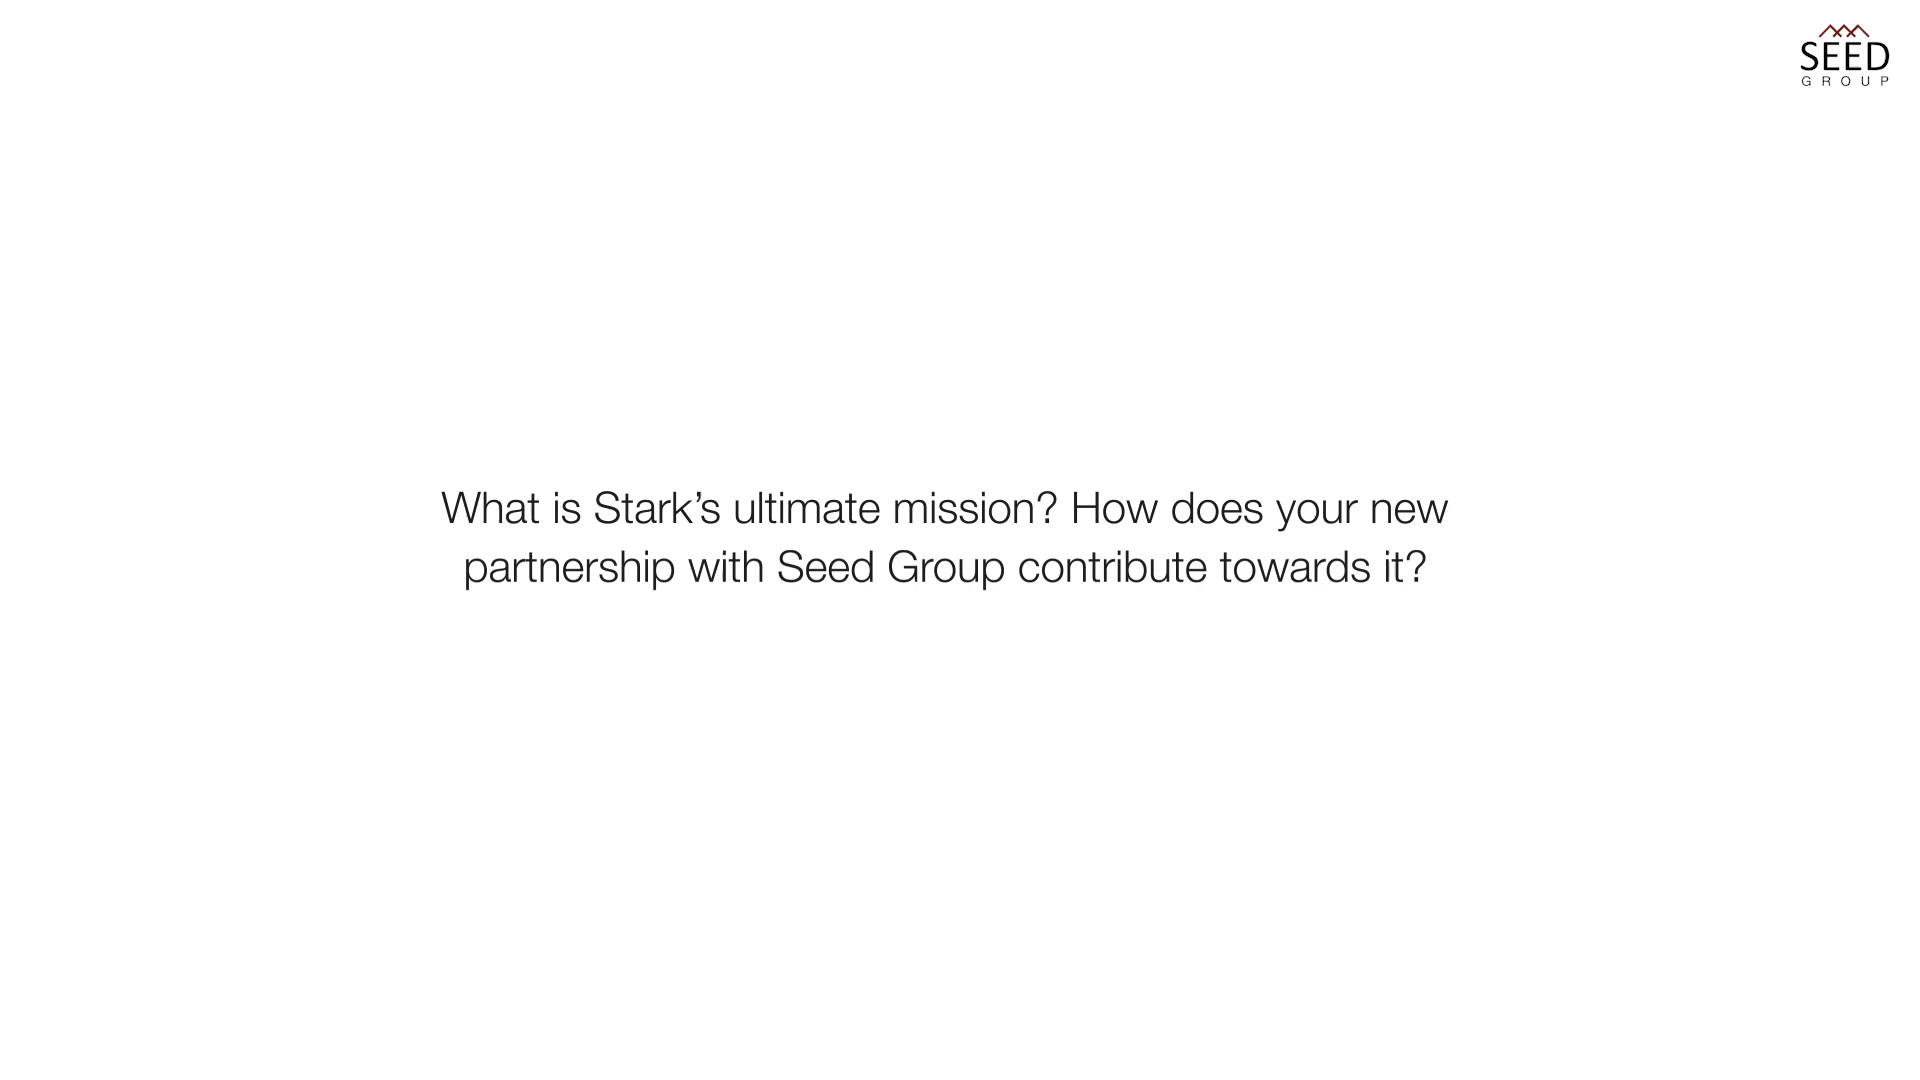 SEED
GROUP
What is Stark’s ultimate mission? How does your new
partnership with Seed Group contribute towards it?